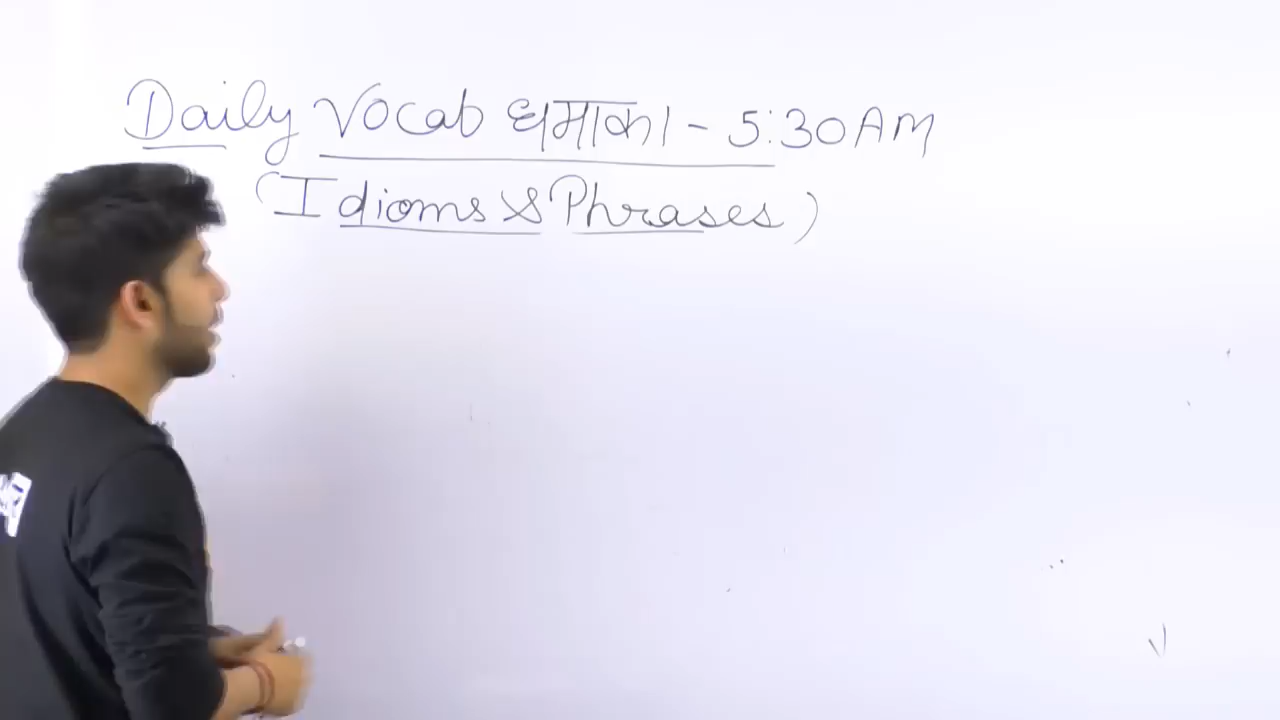 Daily Vocab धमाका - 5:30 AM
(Idioms & Phrases)